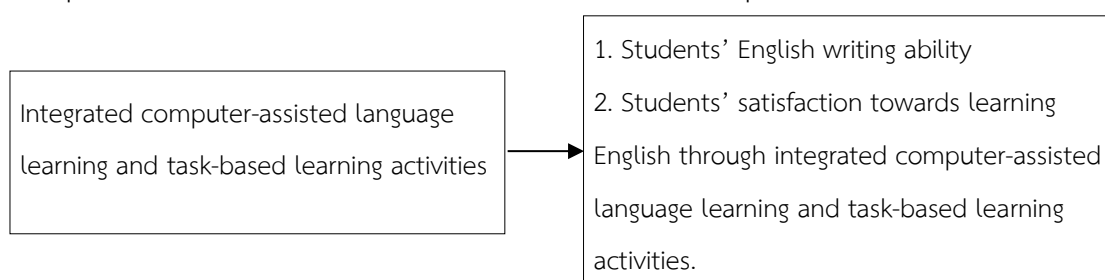 Integrated computer-assisted language
learning and task-based learning activities
1. Students’ English writing ability
2. Students’ satisfaction towards learning
English through integrated computer-assisted
language learning and task-based learning
activities.